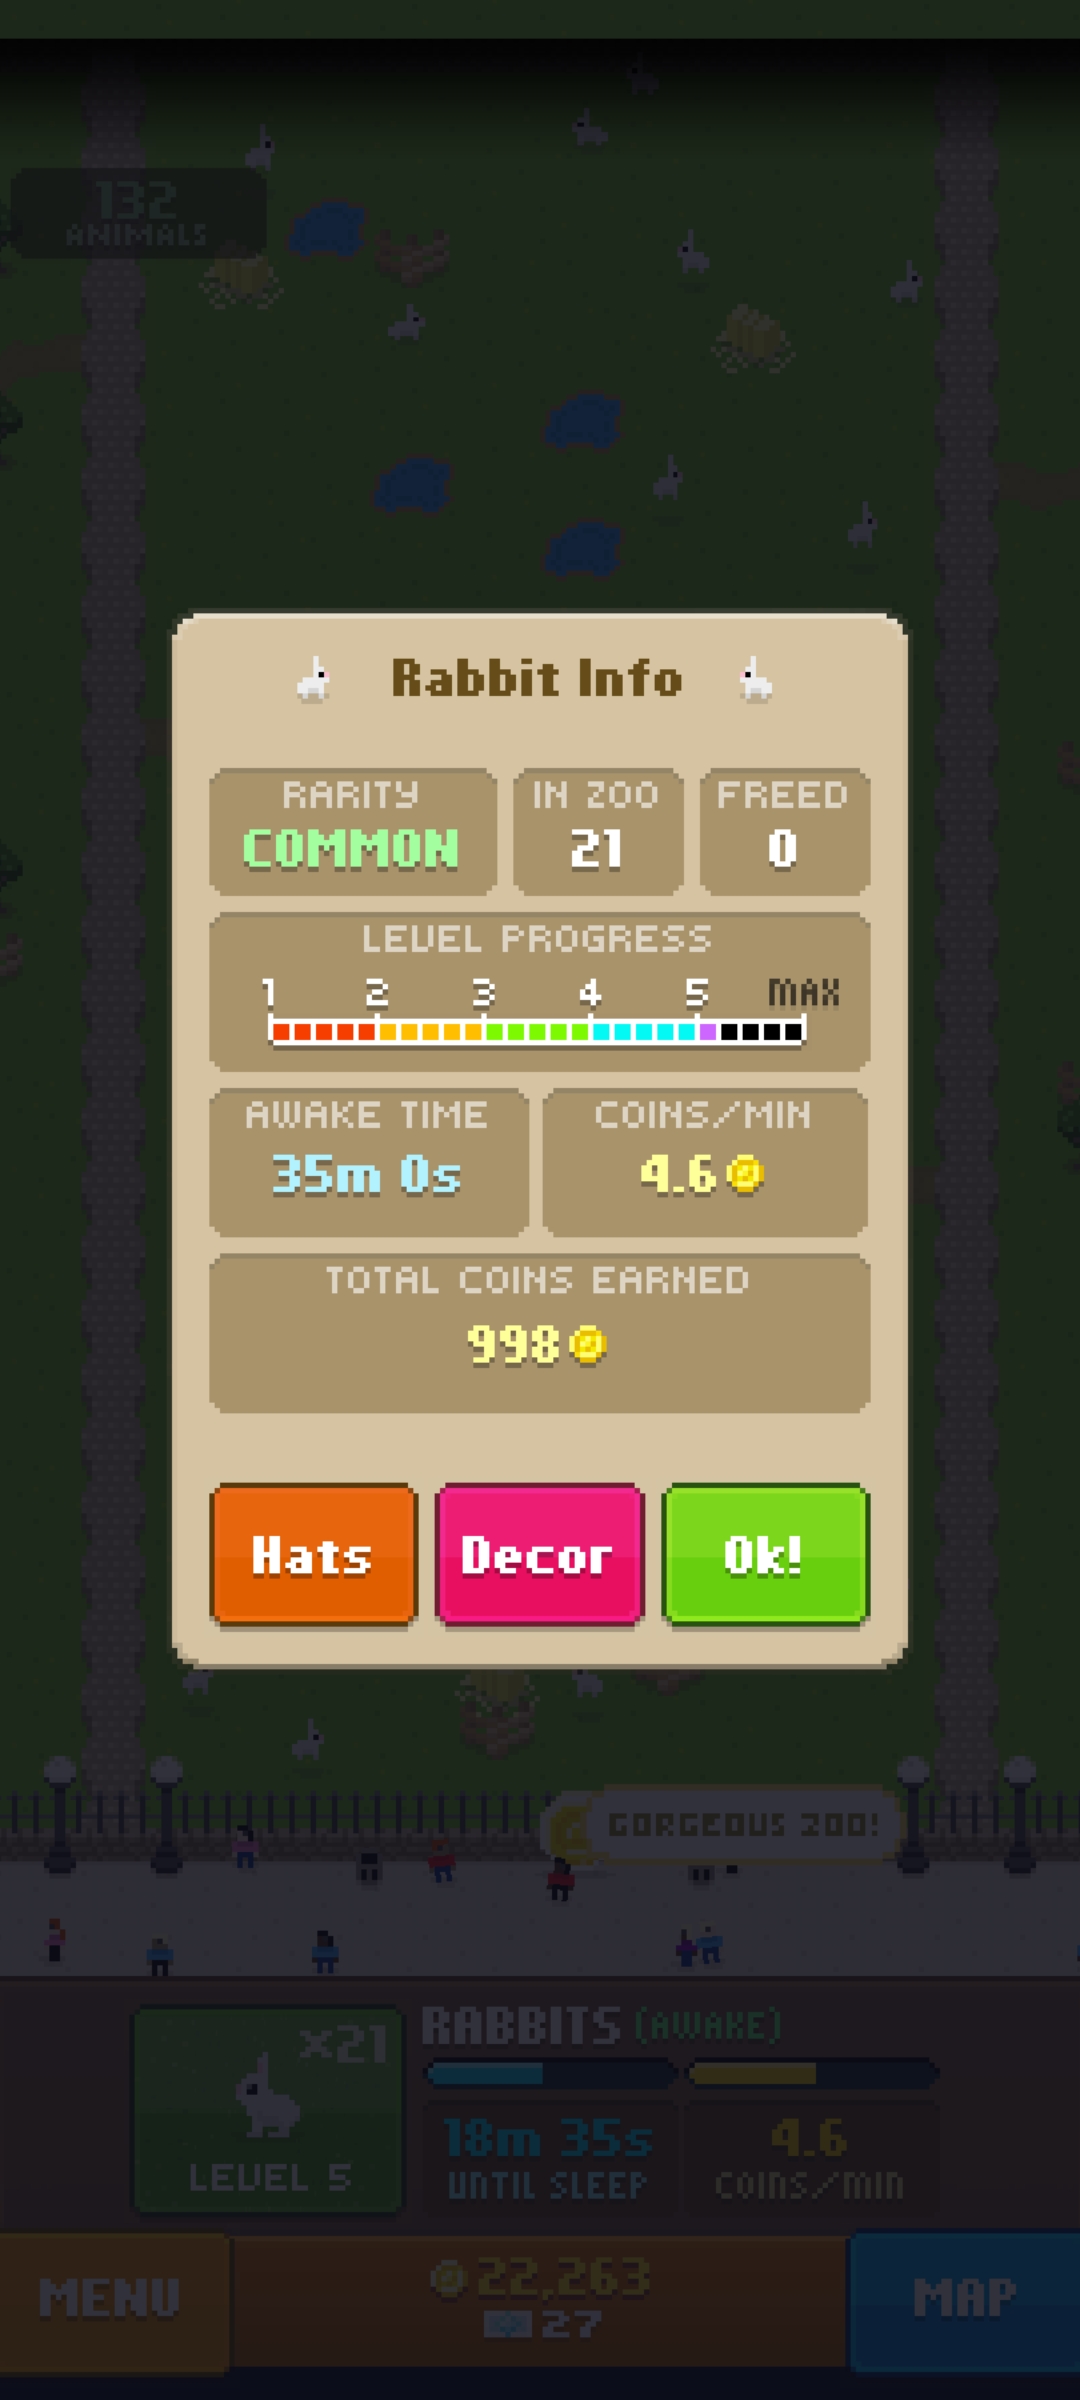 132
ANIMALS
Rabbit Info
RARITY
COMMON
IN ZOO
21
FREED
0
LEVEL PROGRESS
1 2 3 4 5 MAX
AWAKE TIME
35m 0s
COINS/MIN
4.6
TOTAL COINS EARNED
998
Hats
Decor
Ok!
GORGEOUS ZOO!
x21
LEVEL 5
RABBITS (AWAKE)
18m 35s
UNTIL SLEEP
4.6
COINS/MIN
MENU
22,263
27
MAP